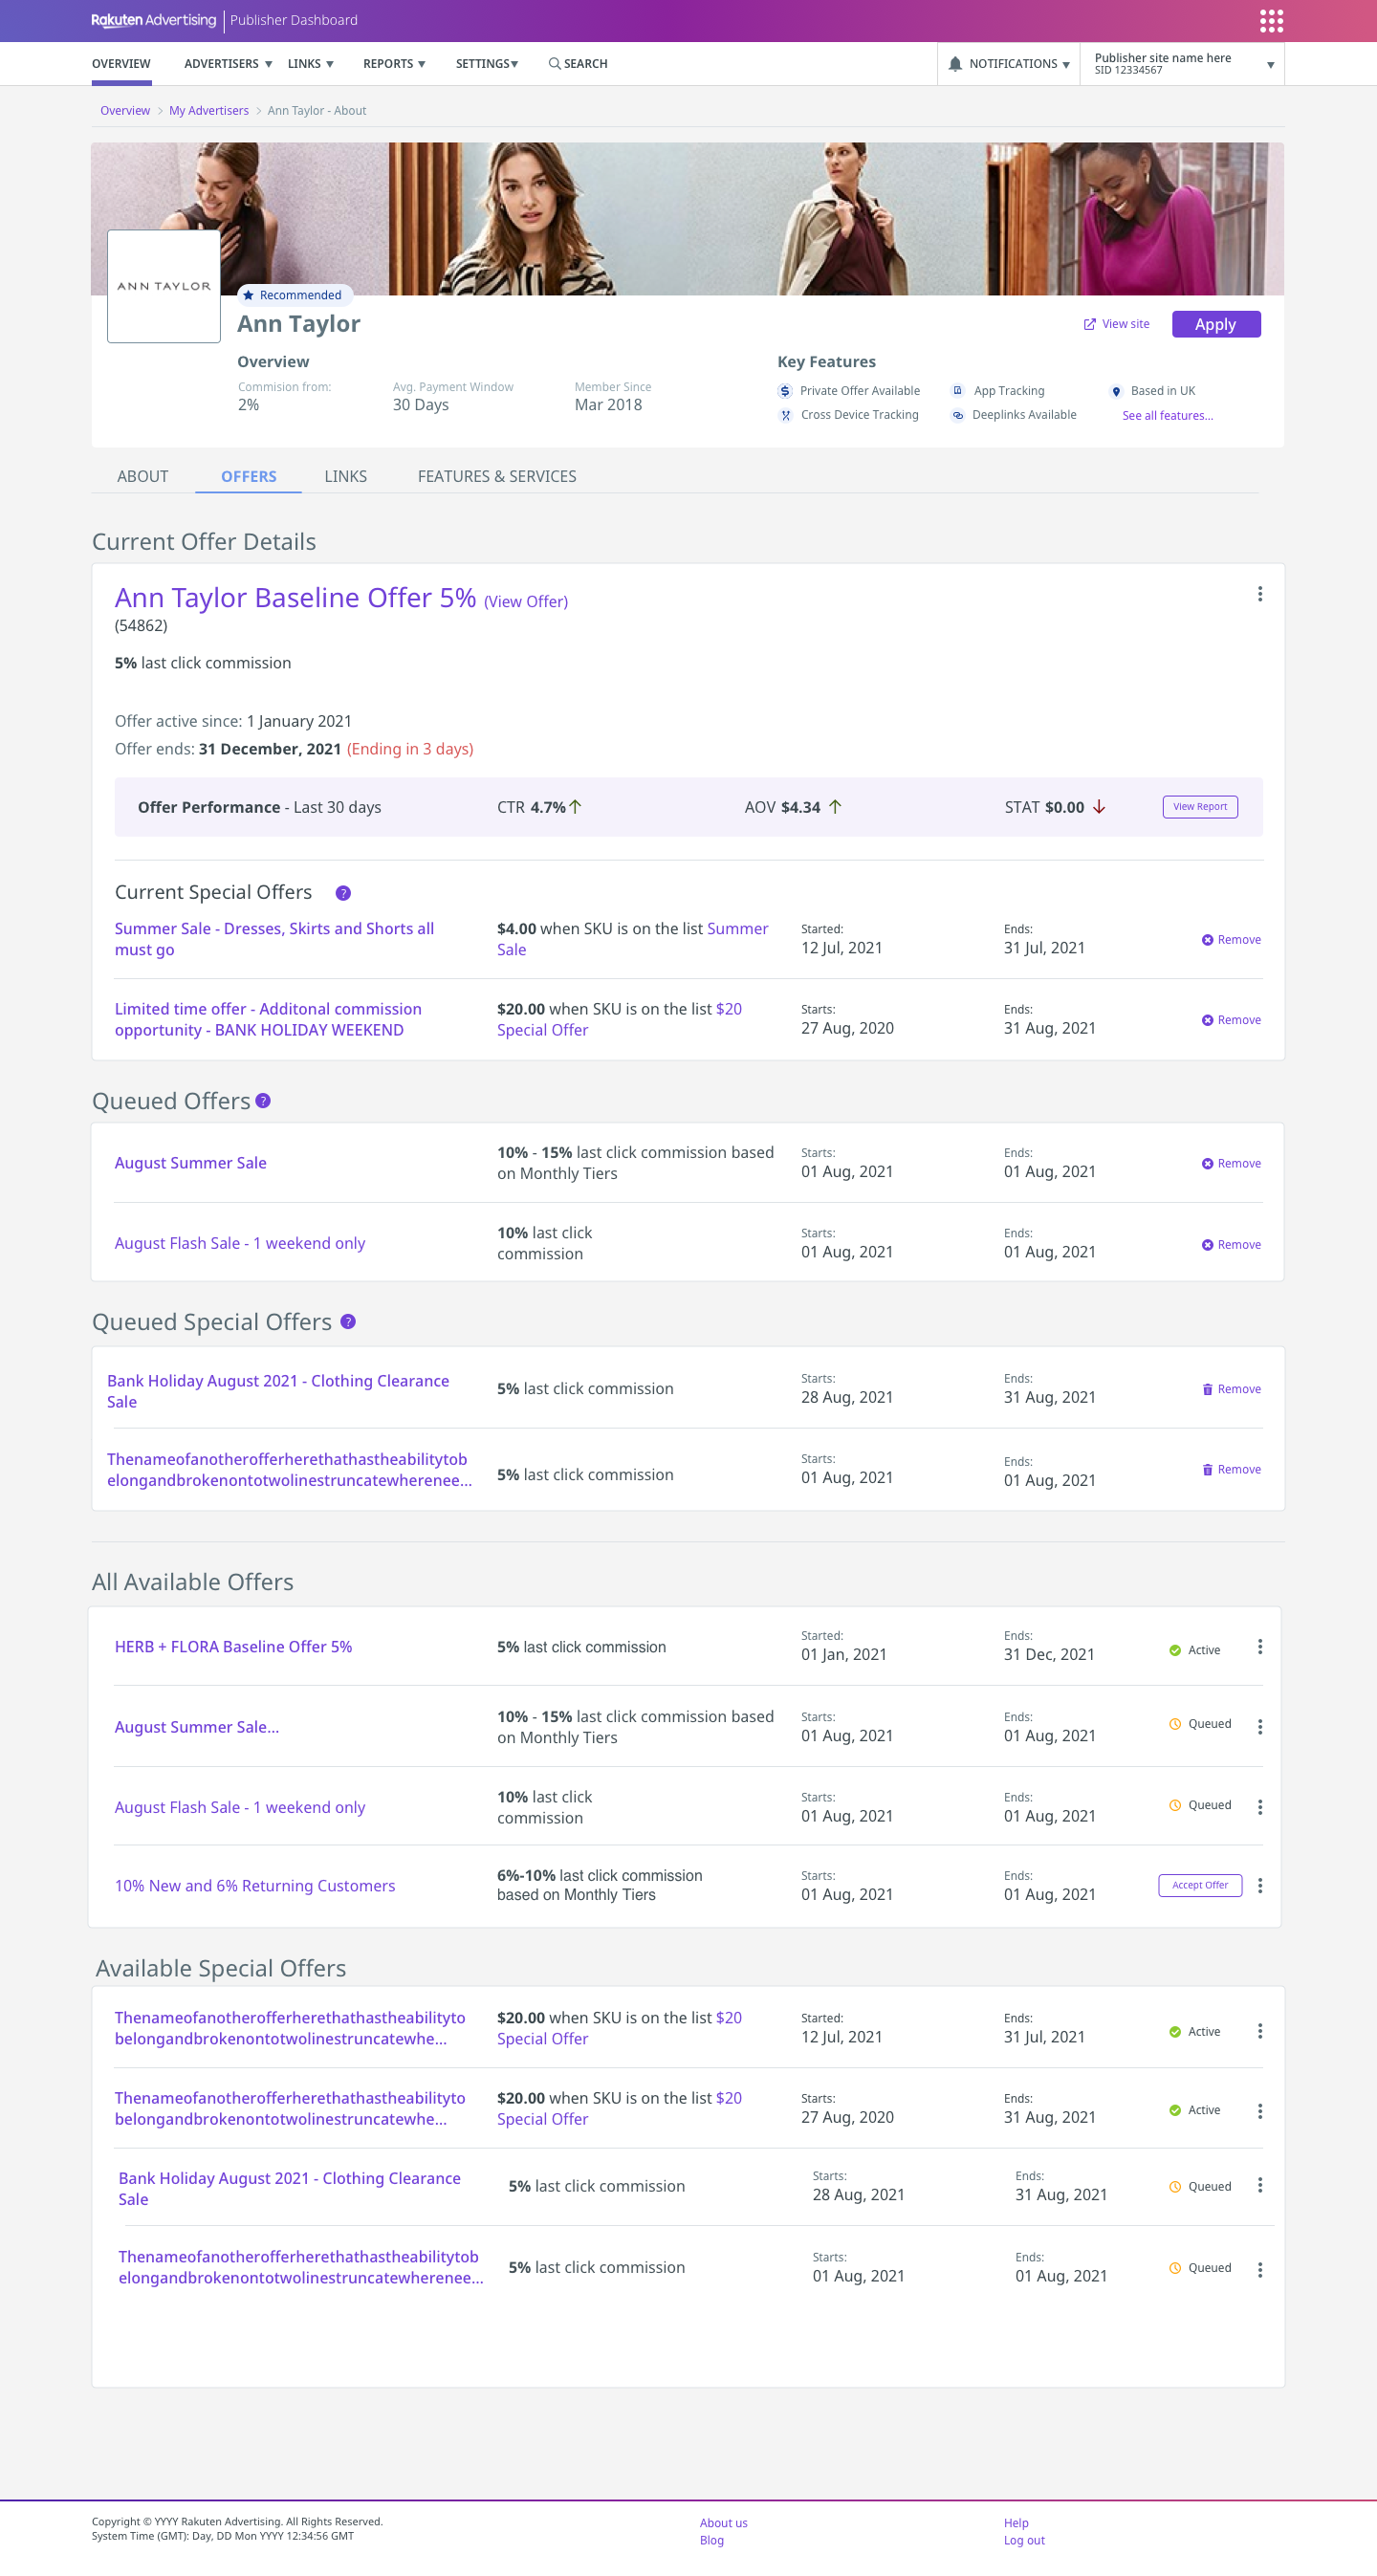 Rakuten Advertising | Publisher Dashboard
OVERVIEW ADVERTISERS LINKS REPORTS SETTINGS SEARCH NOTIFICATIONS Publisher site name here
SID 12334567
Overview > My Advertisers > Ann Taylor - About
ANN TAYLOR
Recommended
Ann Taylor
View site Apply
Overview Key Features
Commision from: Avg. Payment Window Member Since
2% 30 Days Mar 2018
Private Offer Available App Tracking Based in UK
Cross Device Tracking Deeplinks Available See all features...
ABOUT OFFERS LINKS FEATURES & SERVICES
Current Offer Details
Ann Taylor Baseline Offer 5% (View Offer)
(54862)
5% last click commission
Offer active since: 1 January 2021
Offer ends: 31 December, 2021 (Ending in 3 days)
Offer Performance - Last 30 days CTR 4.7% AOV $4.34 STAT $0.00 View Report
Current Special Offers ?
Summer Sale - Dresses, Skirts and Shorts all $4.00 when SKU is on the list Summer Started: Ends:
must go Sale 12 Jul, 2021 31 Jul, 2021 Remove
Limited time offer - Additonal commission $20.00 when SKU is on the list $20 Starts: Ends:
opportunity - BANK HOLIDAY WEEKEND Special Offer 27 Aug, 2020 31 Aug, 2021 Remove
Queued Offers ?
August Summer Sale 10% - 15% last click commission based Starts: Ends:
on Monthly Tiers 01 Aug, 2021 01 Aug, 2021 Remove
August Flash Sale - 1 weekend only 10% last click Starts: Ends:
commission 01 Aug, 2021 01 Aug, 2021 Remove
Queued Special Offers ?
Bank Holiday August 2021 - Clothing Clearance 5% last click commission Starts: Ends:
Sale 28 Aug, 2021 31 Aug, 2021 Remove
Thenameofanotherofferherethathastheabilitytob 5% last click commission Starts: Ends:
elongandbrokenontotwolinestruncatewherenee... 01 Aug, 2021 01 Aug, 2021 Remove
All Available Offers
HERB + FLORA Baseline Offer 5% 5% last click commission Started: Ends:
01 Jan, 2021 31 Dec, 2021 Active
August Summer Sale... 10% - 15% last click commission based Starts: Ends:
on Monthly Tiers 01 Aug, 2021 01 Aug, 2021 Queued
August Flash Sale - 1 weekend only 10% last click Starts: Ends:
commission 01 Aug, 2021 01 Aug, 2021 Queued
10% New and 6% Returning Customers 6%-10% last click commission Starts: Ends:
based on Monthly Tiers 01 Aug, 2021 01 Aug, 2021 Accept Offer
Available Special Offers
Thenameofanotherofferherethathastheabilityto $20.00 when SKU is on the list $20 Started: Ends:
belongandbrokenontotwolinestruncatewhe... Special Offer 12 Jul, 2021 31 Jul, 2021 Active
Thenameofanotherofferherethathastheabilityto $20.00 when SKU is on the list $20 Starts: Ends:
belongandbrokenontotwolinestruncatewhe... Special Offer 27 Aug, 2020 31 Aug, 2021 Active
Bank Holiday August 2021 - Clothing Clearance 5% last click commission Starts: Ends:
Sale 28 Aug, 2021 31 Aug, 2021 Queued
Thenameofanotherofferherethathastheabilitytob 5% last click commission Starts: Ends:
elongandbrokenontotwolinestruncatewherenee... 01 Aug, 2021 01 Aug, 2021 Queued
Copyright © YYYY Rakuten Advertising. All Rights Reserved. About us Help
System Time (GMT): Day, DD Mon YYYY 12:34:56 GMT Blog Log out